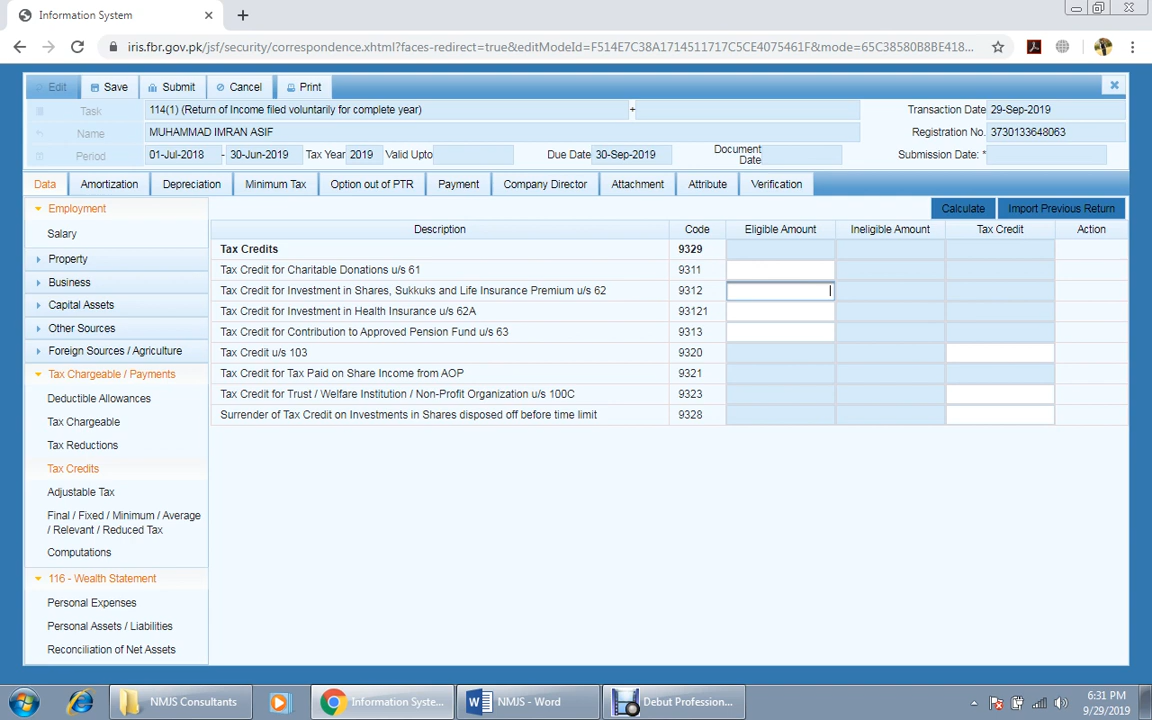 Information System
iris.fbr.gov.pk/jsf/security/correspondence.xhtml?faces-redirect=true&editModeId=F514E7C38A1714511717C5CE4075461F&mode=65C38580B8BE418...
Edit Save Submit Cancel Print
Task 114(1) (Return of Income filed voluntarily for complete year) + Transaction Date 29-Sep-2019
Name MUHAMMAD IMRAN ASIF Registration No. 3730133648063
Period 01-Jul-2018 - 30-Jun-2019 Tax Year 2019 Valid Upto Due Date 30-Sep-2019 Document Date Submission Date: *
Data Amortization Depreciation Minimum Tax Option out of PTR Payment Company Director Attachment Attribute Verification
Employment
Salary
Property
Business
Capital Assets
Other Sources
Foreign Sources / Agriculture
Tax Chargeable / Payments
Deductible Allowances
Tax Chargeable
Tax Reductions
Tax Credits
Adjustable Tax
Final / Fixed / Minimum / Average
/ Relevant / Reduced Tax
Computations
116 - Wealth Statement
Personal Expenses
Personal Assets / Liabilities
Reconciliation of Net Assets
Calculate Import Previous Return
Description Code Eligible Amount Ineligible Amount Tax Credit Action
Tax Credits 9329
Tax Credit for Charitable Donations u/s 61 9311
Tax Credit for Investment in Shares, Sukkuks and Life Insurance Premium u/s 62 9312
Tax Credit for Investment in Health Insurance u/s 62A 93121
Tax Credit for Contribution to Approved Pension Fund u/s 63 9313
Tax Credit u/s 103 9320
Tax Credit for Tax Paid on Share Income from AOP 9321
Tax Credit for Trust / Welfare Institution / Non-Profit Organization u/s 100C 9323
Surrender of Tax Credit on Investments in Shares disposed off before time limit 9328
NMJS Consultants Information Syste... NMJS - Word Debut Profession...
6:31 PM
9/29/2019